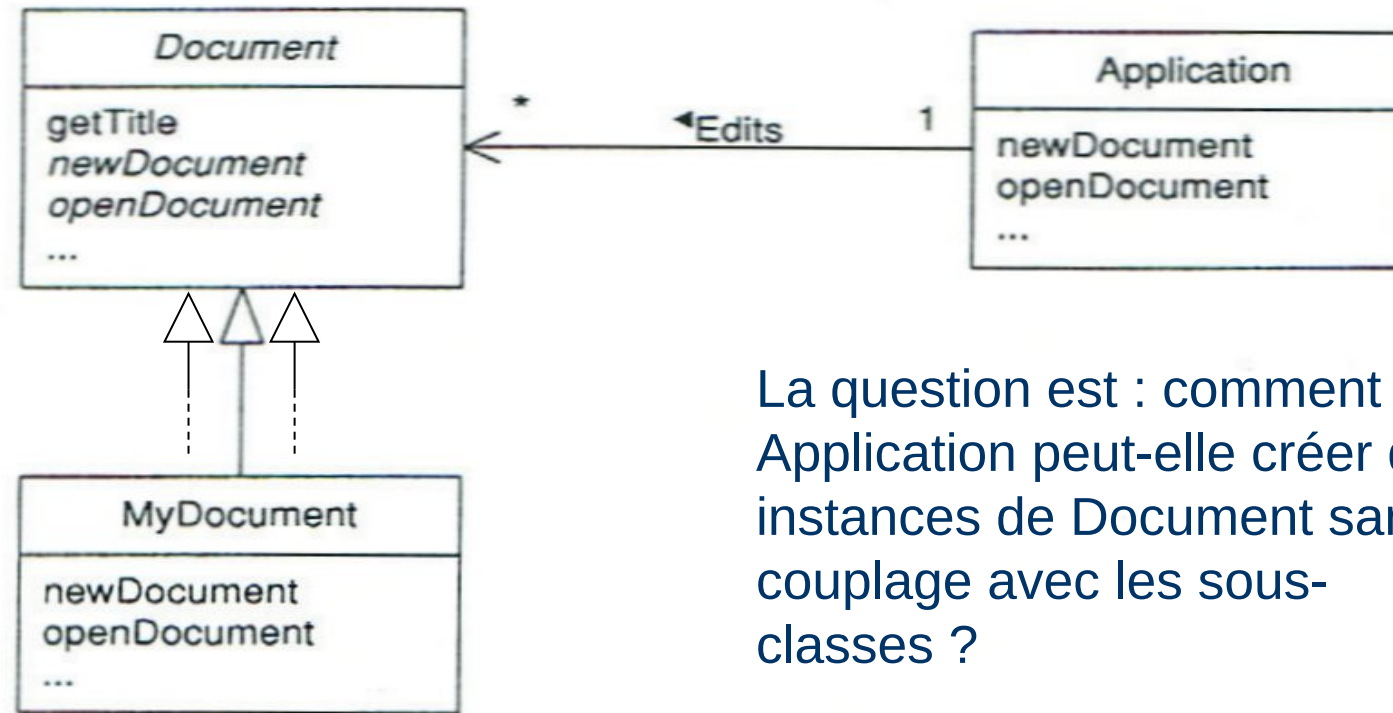 Document
getTitle
newDocument
openDocument
...
*
◄Edits
1
Application
newDocument
openDocument
...
MyDocument
newDocument
openDocument
...
La question est : comment
Application peut-elle créer
instances de Document
couplage avec les sous-
classes ?